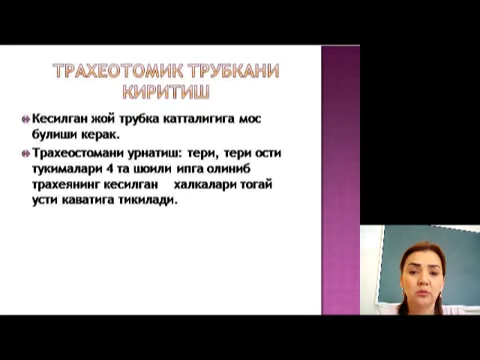 ТРАХЕОТОМИК ТРУБКАНИ
КИРИТИШ
Кесилган жой трубка катталигига мос
булиши керак.
Трахеостомани урнатиш: тери, тери ости
тукималари 4 та шоили ипга олиниб
трахеянинг кесилган халкалари тогай
усти каватига тикилади.